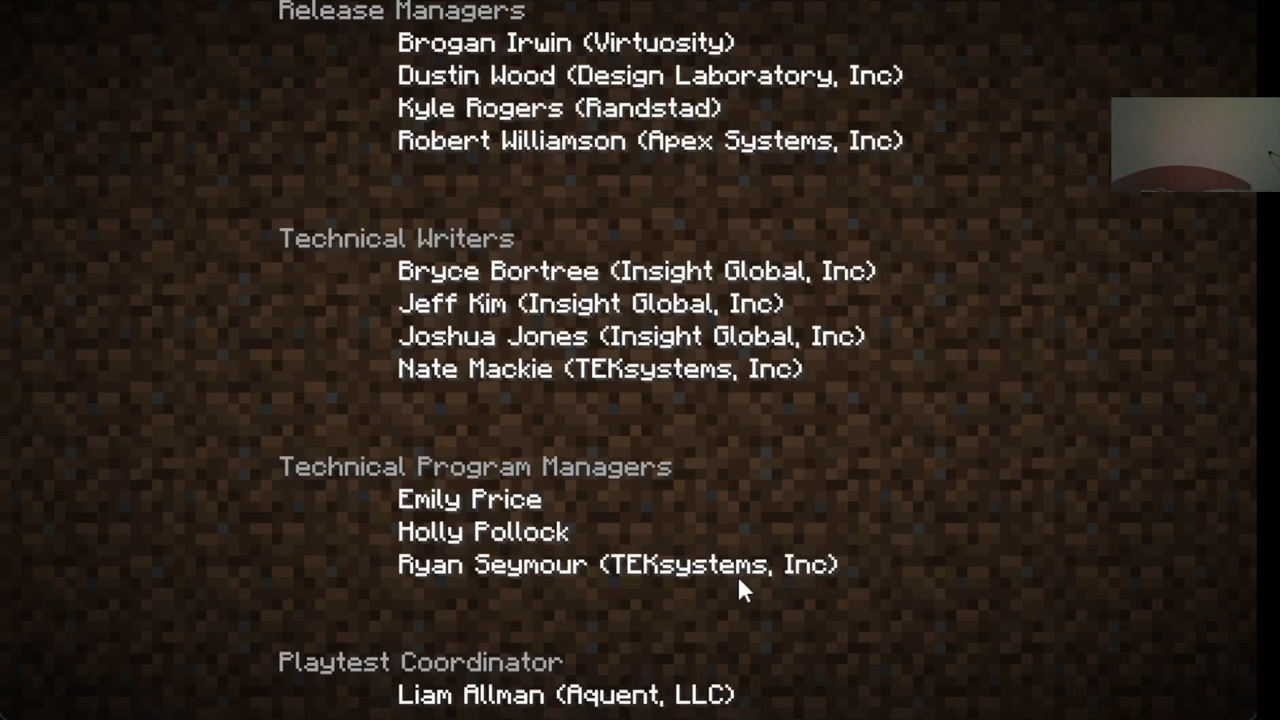 Release Managers
Brogan Irwin (Virtuosity)
Dustin Wood (Design Laboratory, Inc)
Kyle Rogers (Randstad)
Robert Williamson (Apex Systems, Inc)
Technical Writers
Bryce Bortree (Insight Global, Inc)
Jeff Kim (Insight Global, Inc)
Joshua Jones (Insight Global, Inc)
Nate Mackie (TEKsystems, Inc)
Technical Program Managers
Emily Price
Holly Pollock
Ryan Seymour (TEKsystems, Inc)
Playtest Coordinator
Liam Allman (Aquent, LLC)